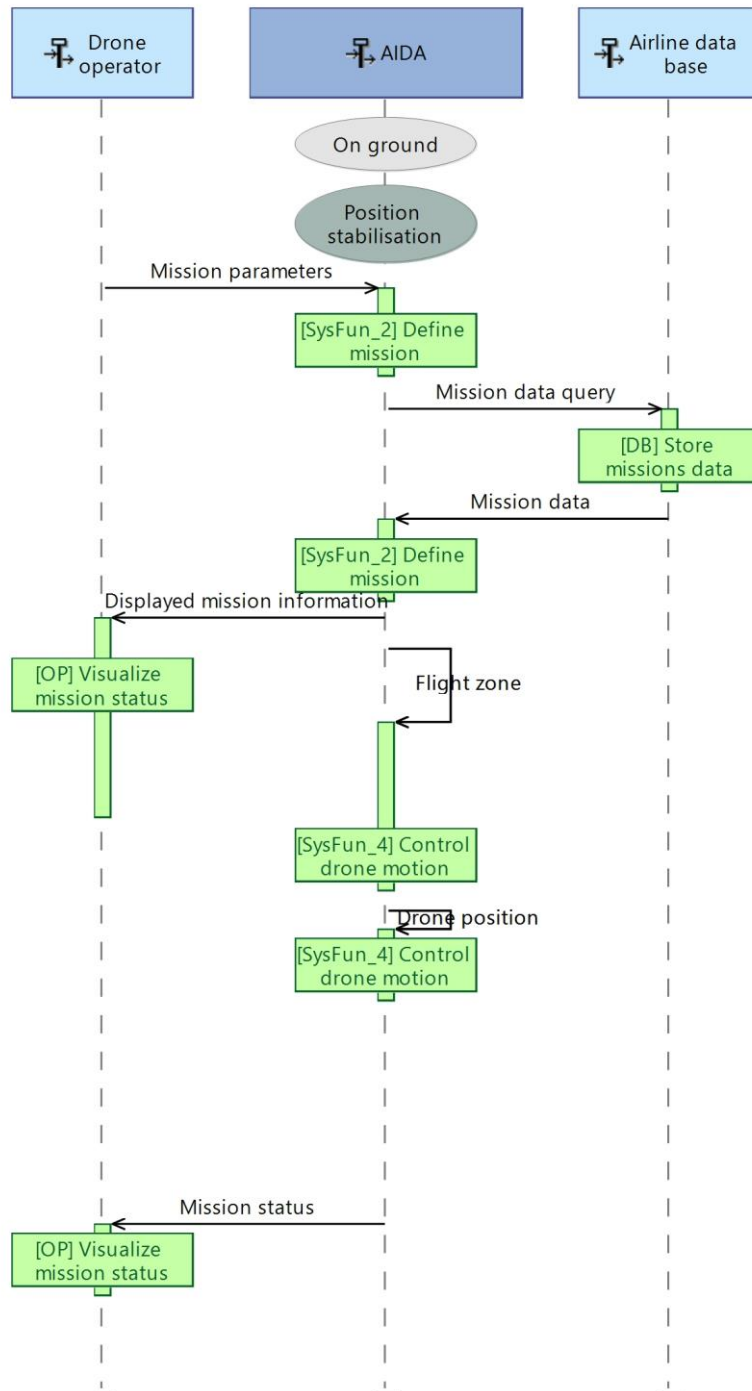 Drone
operator
AIDA
Airline data
base
On ground
Position
stabilisation
Mission parameters
[SysFun_2] Define
mission
Mission data query
[DB] Store
missions data
Mission data
[SysFun_2] Define
mission
Displayed mission information
[OP] Visualize
mission status
Flight zone
[SysFun_4] Control
drone motion
Drone position
[SysFun_4] Control
drone motion
Mission status
[OP] Visualize
mission status